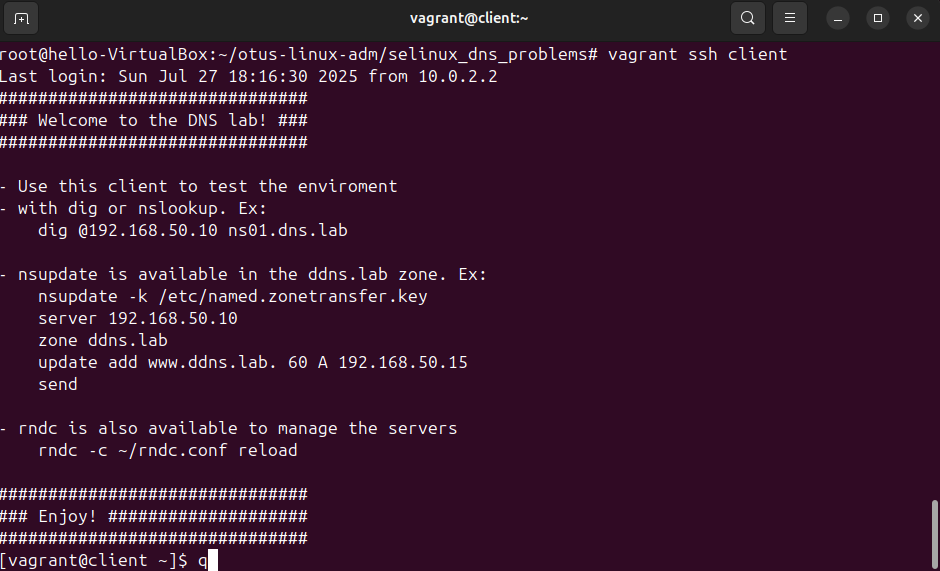 vagrant@client:~
root@hello-VirtualBox:~/otus-linux-adm/selinux_dns_problems# vagrant ssh client
Last login: Sun Jul 27 18:16:30 2025 from 10.0.2.2
###############################
### Welcome to the DNS lab! ###
###############################
- Use this client to test the enviroment
- with dig or nslookup. Ex:
    dig @192.168.50.10 ns01.dns.lab
- nsupdate is available in the ddns.lab zone. Ex:
    nsupdate -k /etc/named.zonetransfer.key
    server 192.168.50.10
    zone ddns.lab
    update add www.ddns.lab. 60 A 192.168.50.15
    send
- rndc is also available to manage the servers
    rndc -c ~/rndc.conf reload
###############################
### Enjoy! ####################
###############################
[vagrant@client ~]$ q